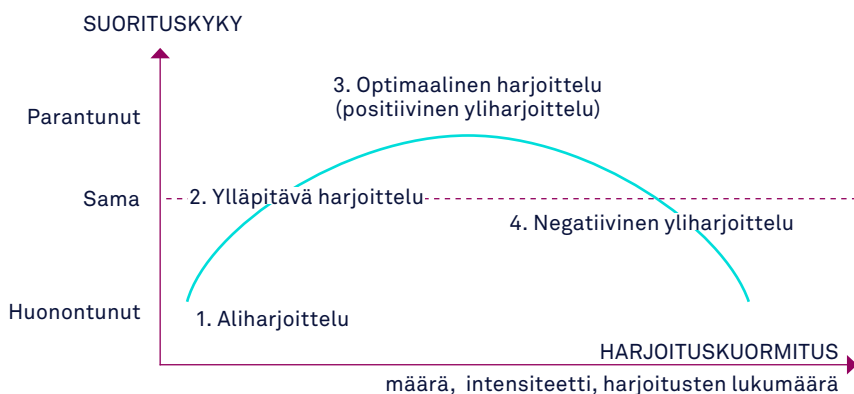 SUORITUSKYKY
3. Optimaalinen harjoittelu
(positiivinen yliharjoittelu)
Parantunut
Sama
2. Ylläpitävä harjoittelu
4. Negatiivinen yliharjoittelu
Huonontunut
1. Aliharjoittelu
HARJOITUSKUORMITUS
määrä, intensiteetti, harjoitusten lukumäärä